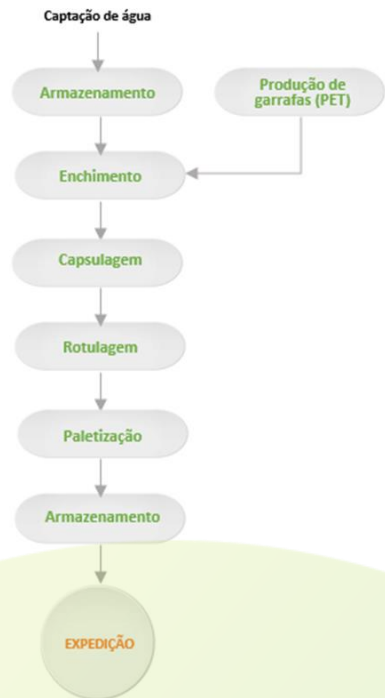 Captação de água
Armazenamento
Produção de
garrafas (PET)
Enchimento
Capsulagem
Rotulagem
Paletização
Armazenamento
EXPEDIÇÃO